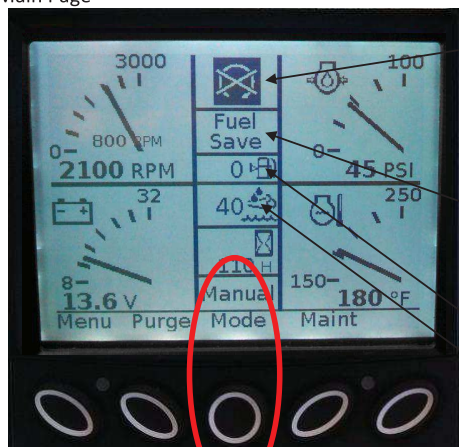 Main Page
3000
800 RPM
0
2100 RPM
Fuel
Save
0
100
0
45 PSI
32
8
13.6 V
40
110 H
Manual
250
150
180 °F
Menu Purge Mode Maint